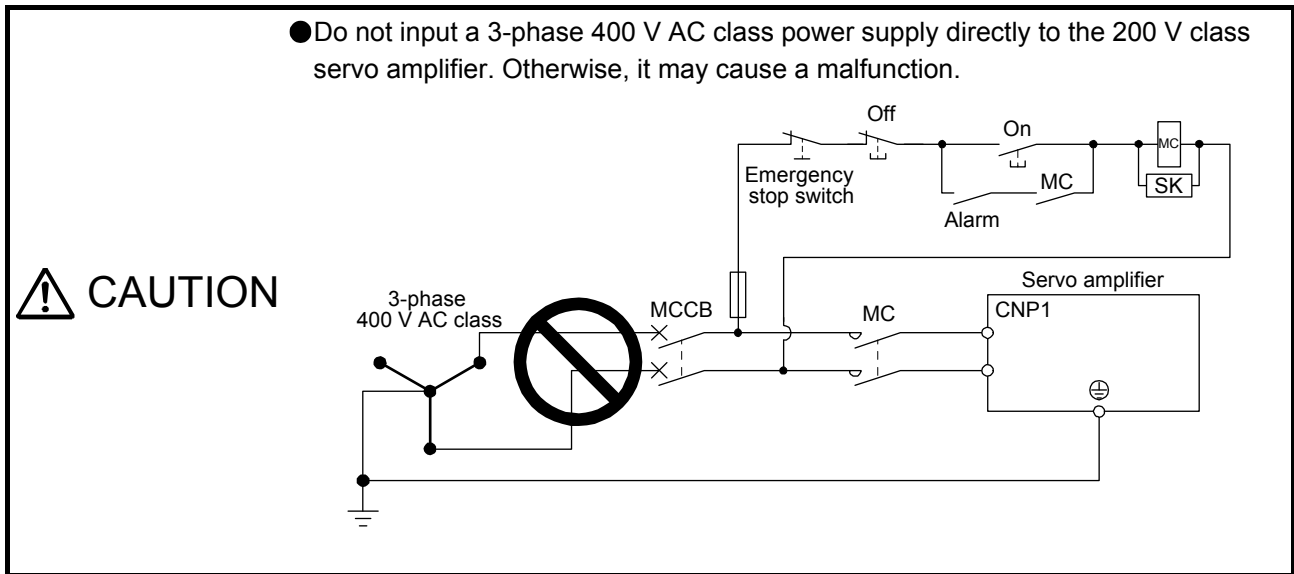 ●Do not input a 3-phase 400 V AC class power supply directly to the 200 V class
servo amplifier. Otherwise, it may cause a malfunction.
CAUTION
Off
On
MC
Emergency
stop switch
MC
SK
Alarm
3-phase
400 V AC class
MCCB
MC
Servo amplifier
CNP1